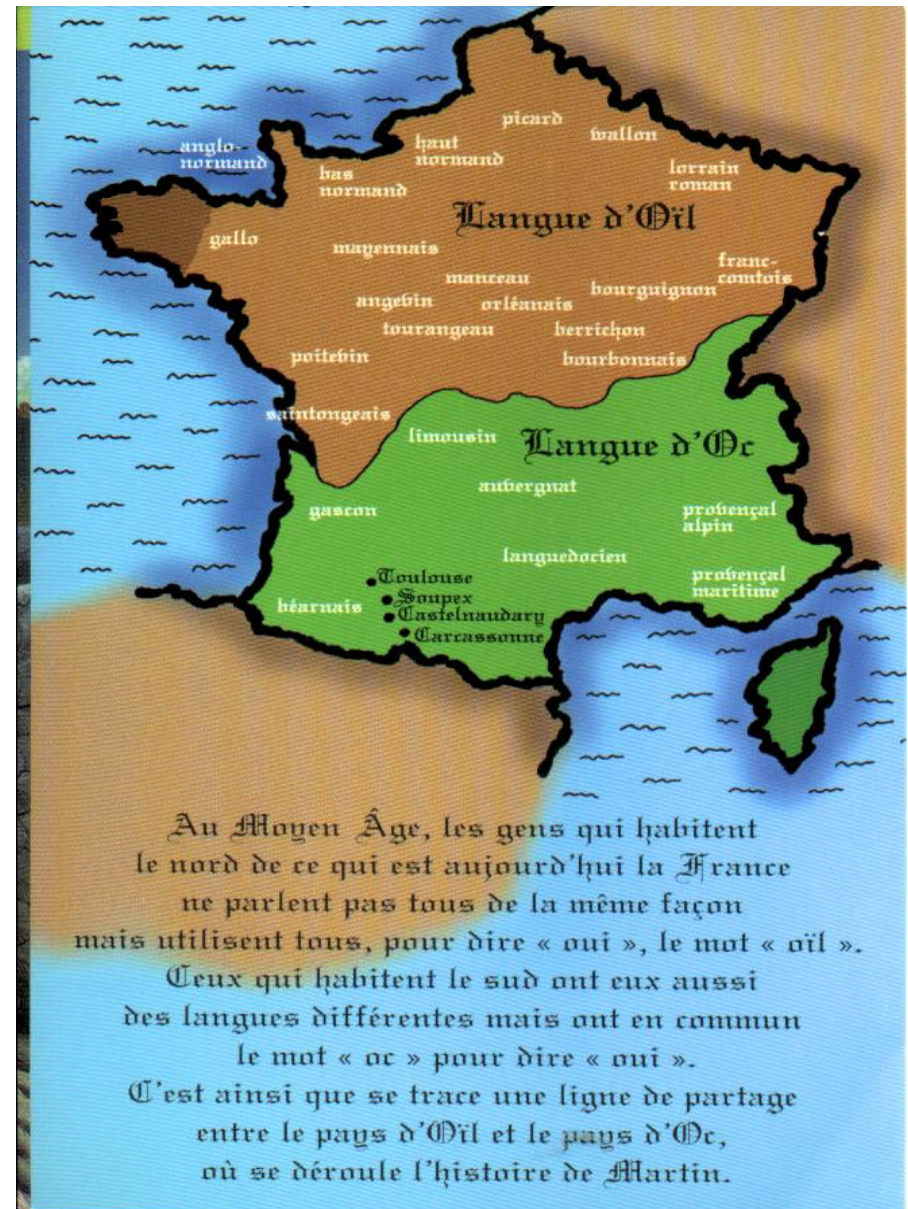 picard
wallon
anglo-
normand
haut
normand
bas
normand
lorrain
roman
Langue d'Oïl
gallo
mayennais
franc-
comtois
manceau
bourguignon
angevin
orléanais
tourangeau
berrichon
poitevin
bourbonnais
saintongeais
limousin
Langue d'Oc
auvergnat
gascon
provençal
alpin
languedocien
Toulouse
provençal
maritime
béarnais
Soupex
Castelnaudary
Carcassonne
Au Moyen Âge, les gens qui habitent
le nord de ce qui est aujourd'hui la France
ne parlent pas tous de la même façon
mais utilisent tous, pour dire « oui », le mot « oïl ».
Ceux qui habitent le sud ont eux aussi
des langues différentes mais ont en commun
le mot « oc » pour dire « oui ».
C'est ainsi que se trace une ligne de partage
entre le pays d'Oïl et le pays d'Oc,
où se déroule l'histoire de Martin.